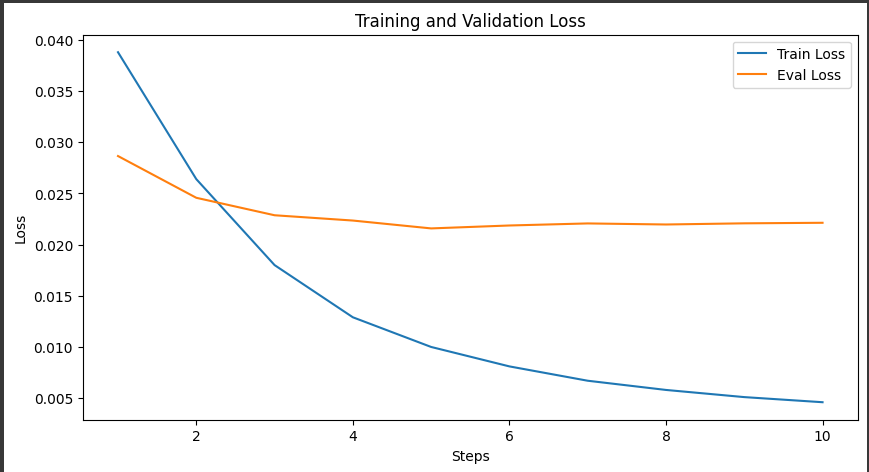 Training and Validation Loss
Train Loss
Eval Loss
0.040
0.035
0.030
0.025
0.020
0.015
0.010
0.005
Loss
2
4
6
8
10
Steps